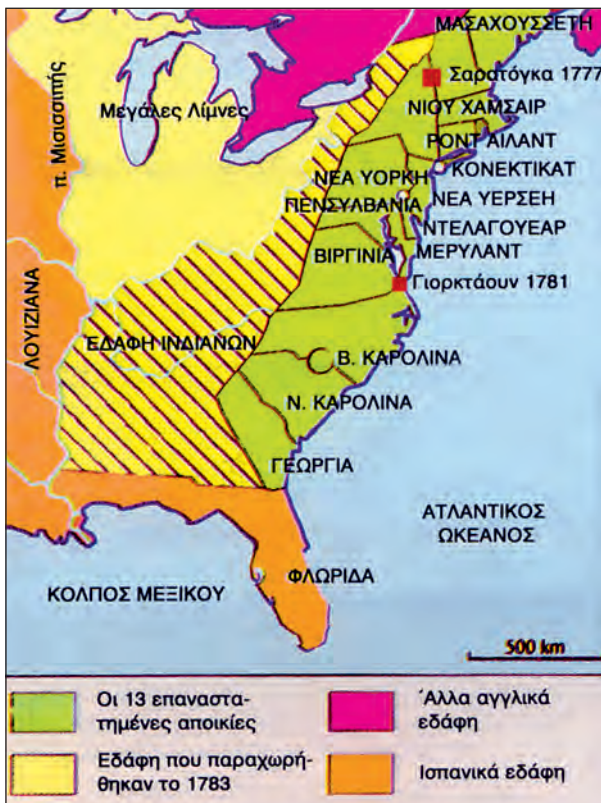 ΜΑΣΑΧΟΥΣΣΕΤΗ
Σαρατόγκα 1777
Μεγάλες Λίμνες
ΝΙΟΥ ΧΑΜΣΑΙΡ
π. Μισισσιπής
ΡΟΝΤ ΑΙΛΑΝΤ
ΚΟΝΕΚΤΙΚΑΤ
ΝΕΑ ΥΟΡΚΗ
ΝΕΑ ΥΕΡΣΕΗ
ΠΕΝΣΥΛΒΑΝΙΑ
ΝΤΕΛΑΓΟΥΕΑΡ
ΜΕΡΥΛΑΝΤ
ΒΙΡΓΙΝΙΑ
Γιορκτάουν 1781
ΛΟΥΙΖΙΑΝΑ
ΕΔΑΦΗ ΙΝΔΙΑΝΩΝ
Β. ΚΑΡΟΛΙΝΑ
Ν. ΚΑΡΟΛΙΝΑ
ΓΕΩΡΓΙΑ
ΑΤΛΑΝΤΙΚΟΣ
ΩΚΕΑΝΟΣ
ΦΛΩΡΙΔΑ
ΚΟΛΠΟΣ ΜΕΞΙΚΟΥ
500 km
Οι 13 επαναστα-
τημένες αποικίες
Άλλα αγγλικά
εδάφη
Εδάφη που παραχωρή-
θηκαν το 1783
Ισπανικά εδάφη